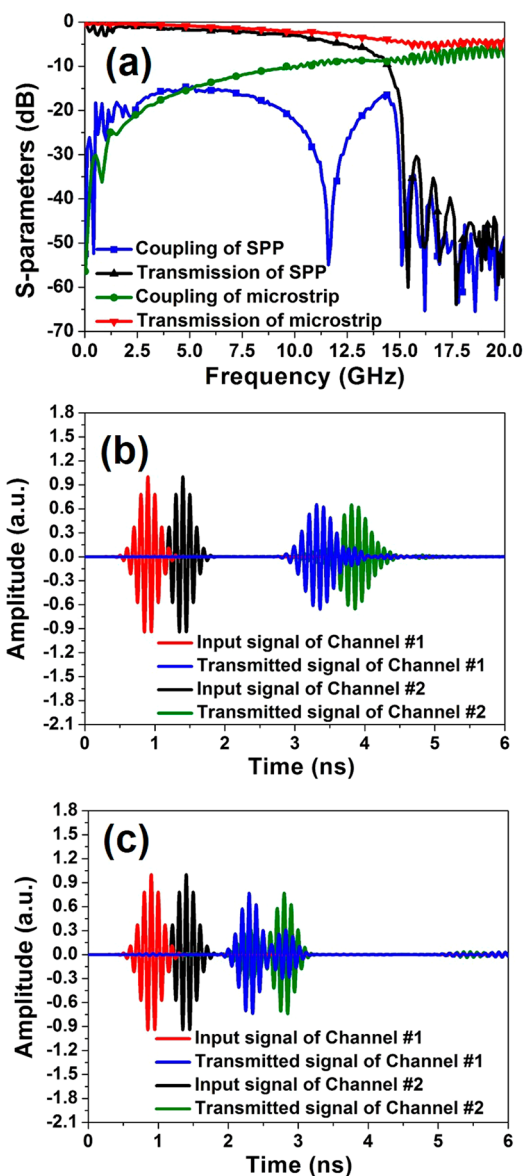 (a)
0
-10
-20
-30
-40
-50
-60
-70
S-parameters (dB)
Coupling of SPP
Transmission of SPP
Coupling of microstrip
Transmission of microstrip
0.0 2.5 5.0 7.5 10.0 12.5 15.0 17.5 20.0
Frequency (GHz)
(b)
1.8
1.5
1.2
0.9
0.6
0.3
0.0
-0.3
-0.6
-0.9
-1.2
-1.5
-1.8
-2.1
Amplitude (a.u.)
Input signal of Channel #1
Transmitted signal of Channel #1
Input signal of Channel #2
Transmitted signal of Channel #2
0 1 2 3 4 5 6
Time (ns)
(c)
1.8
1.5
1.2
0.9
0.6
0.3
0.0
-0.3
-0.6
-0.9
-1.2
-1.5
-1.8
-2.1
Amplitude (a.u.)
Input signal of Channel #1
Transmitted signal of Channel #1
Input signal of Channel #2
Transmitted signal of Channel #2
0 1 2 3 4 5 6
Time (ns)